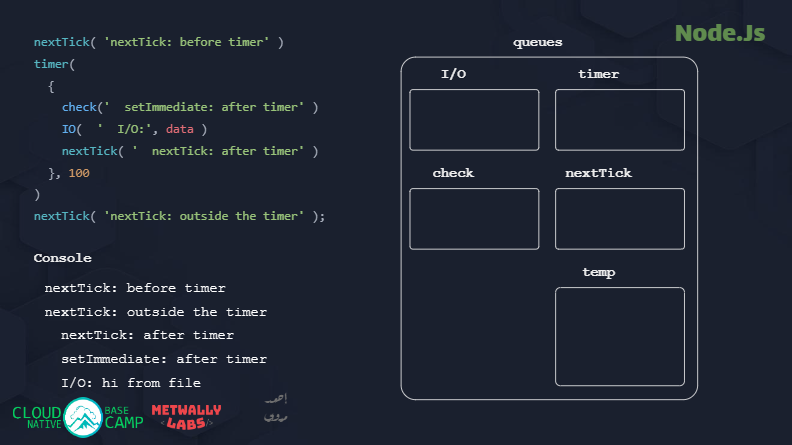 Node.Js
nextTick( 'nextTick: before timer' )
timer(
{
check('  setImmediate: after timer' )
IO(  '  I/O:', data )
nextTick( '  nextTick: after timer' )
}, 100
)
nextTick( 'nextTick: outside the timer' );
Console
nextTick: before timer
nextTick: outside the timer
nextTick: after timer
setImmediate: after timer
I/O: hi from file
queues
I/O
timer
check
nextTick
temp
CLOUD NATIVE
BASE CAMP
METWALLY
<LABS/>